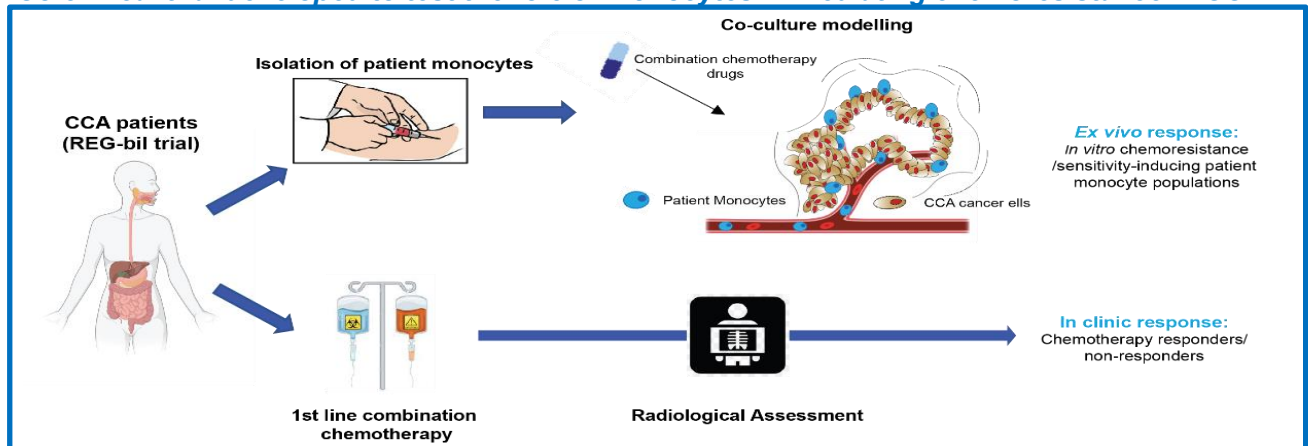 Co-culture modelling
Isolation of patient monocytes
Combination chemotherapy
drugs
CCA patients
(REG-bil trial)
Ex vivo response:
In vitro chemoresistance
/sensitivity-inducing patient
monocyte populations
Patient Monocytes
CCA cancer ells
In clinic response:
Chemotherapy responders/
non-responders
1st line combination
chemotherapy
Radiological Assessment